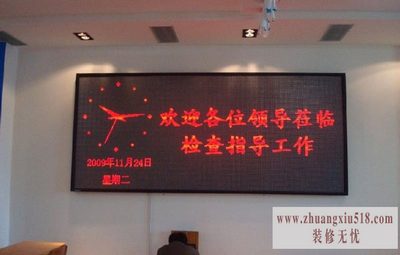 欢迎各位领导莅临
检查指导工作
2009年11月24日
星期二
www.zhuangxiu518.com
装修无忧